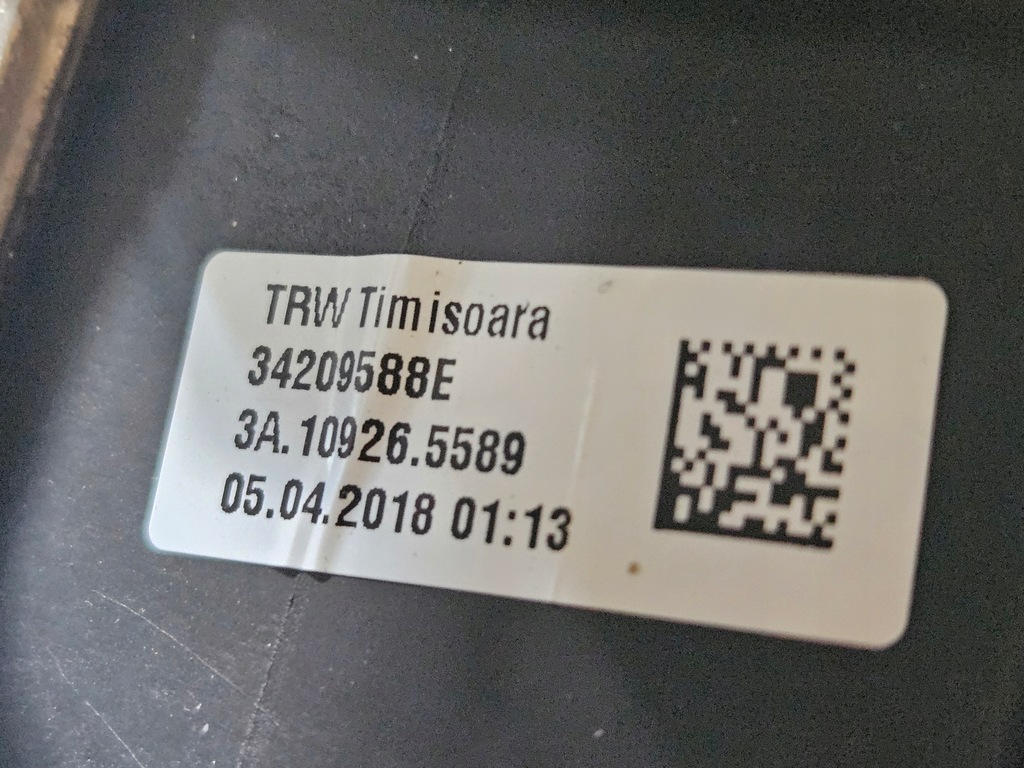 TRW Timisoara
34209588E
3A.10926.5589
05.04.2018 01:13